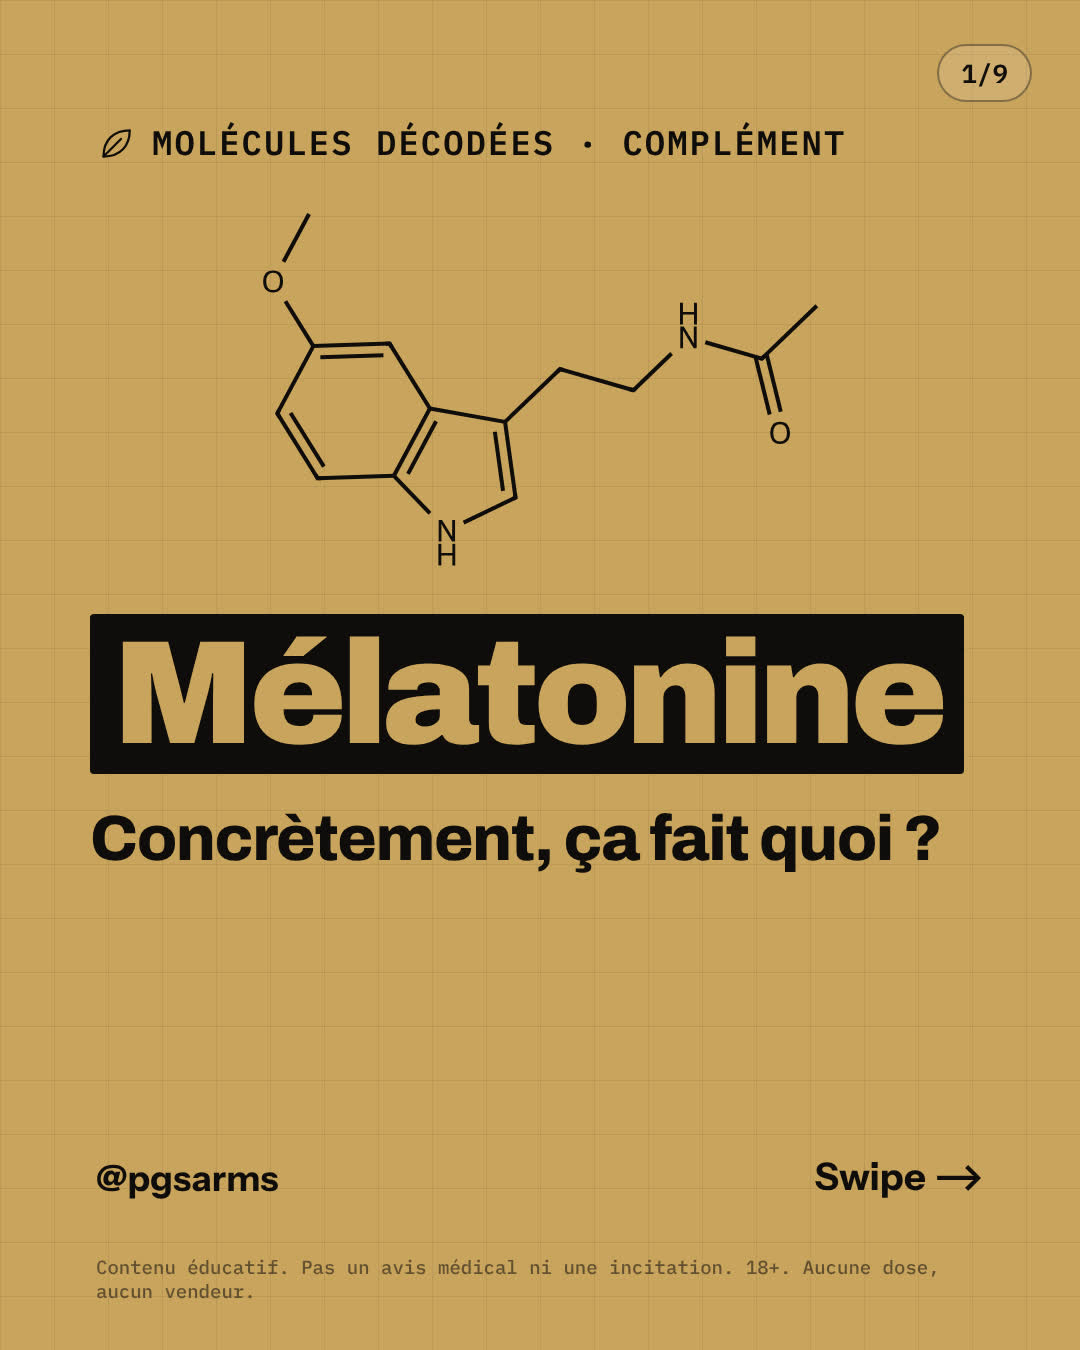 1/9
MOLÉCULES DÉCODÉES · COMPLÉMENT
O
H
N
O
N
H
Mélatonine
Concrètement, ça fait quoi ?
@pgsarms
Swipe →
Contenu éducatif. Pas un avis médical ni une incitation. 18+. Aucune dose,
aucun vendeur.